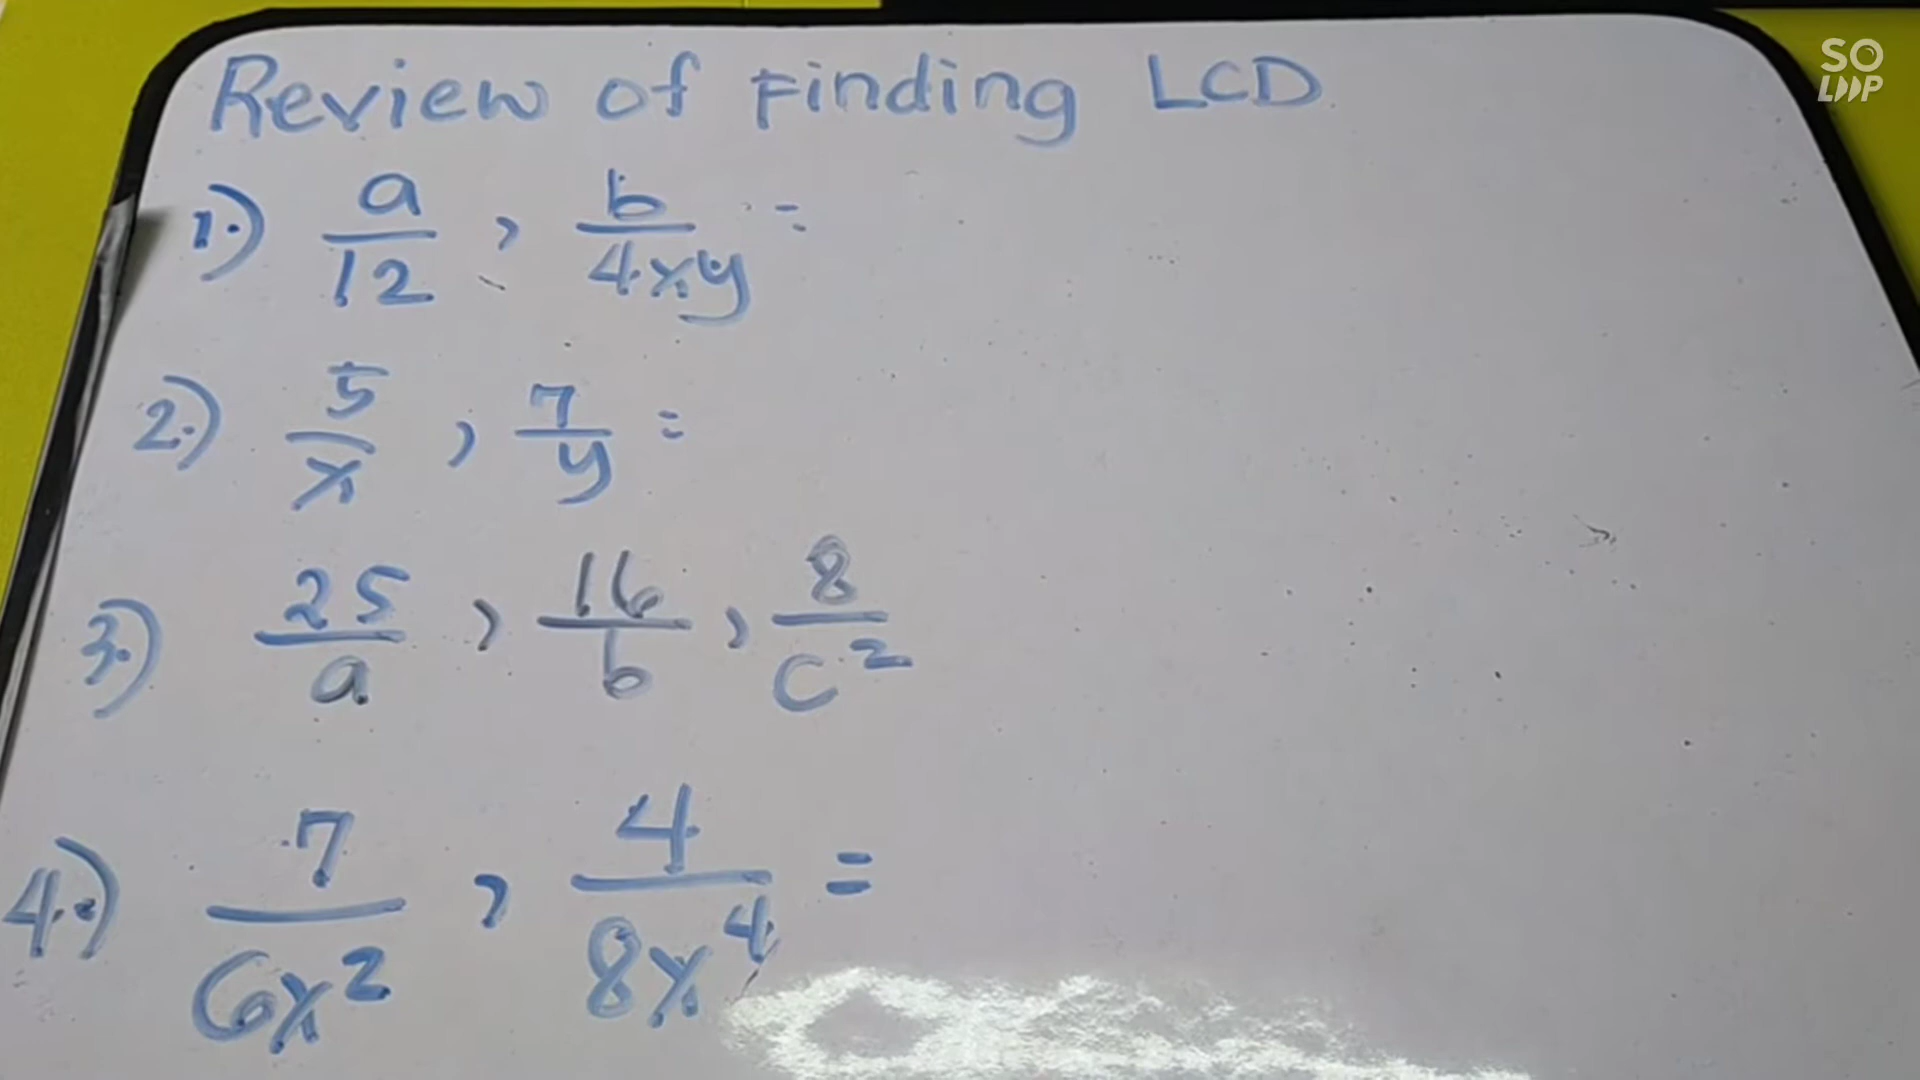 Review of Finding LCD
1.) a/12 , b/4xy =
2.) 5/x , 7/y =
3.) 25/a , 16/b , 8/c²
4.) 7/6x² , 4/8x⁴ =
SO
LOOP